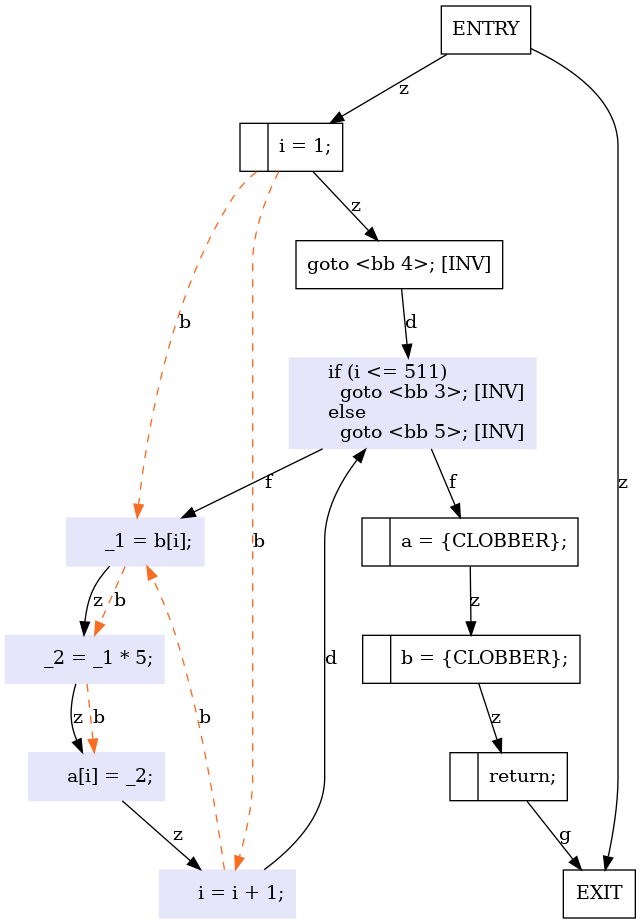 ENTRY
z
i = 1;
z
goto <bb 4>; [INV]
b
d
if (i <= 511)
goto <bb 3>; [INV]
else
goto <bb 5>; [INV]
f
f
z
b
_1 = b[i];
a = {CLOBBER};
z
b
z
_2 = _1 * 5;
d
b = {CLOBBER};
z
b
b
z
a[i] = _2;
return;
z
g
i = i + 1;
EXIT